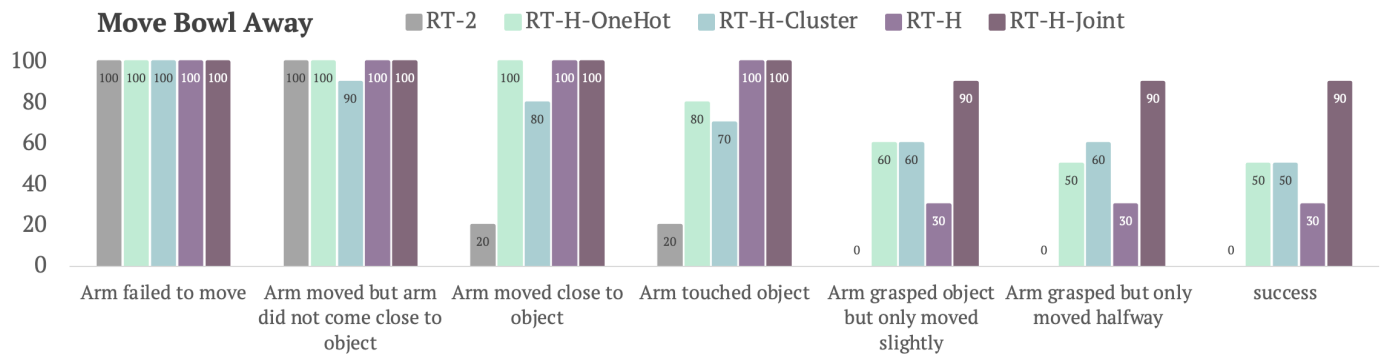 Move Bowl Away RT-2 RT-H-OneHot RT-H-Cluster RT-H RT-H-Joint
100
80
60
40
20
0
100 100 100 100 100
100 100 90 100 100
20 100 80 100 100
20 80 70 100 100
0 60 60 30 90
0 50 60 30 90
0 50 50 30 90
Arm failed to move
Arm moved but arm
did not come close to
object
Arm moved close to
object
Arm touched object
Arm grasped object
but only moved
slightly
Arm grasped but only
moved halfway
success